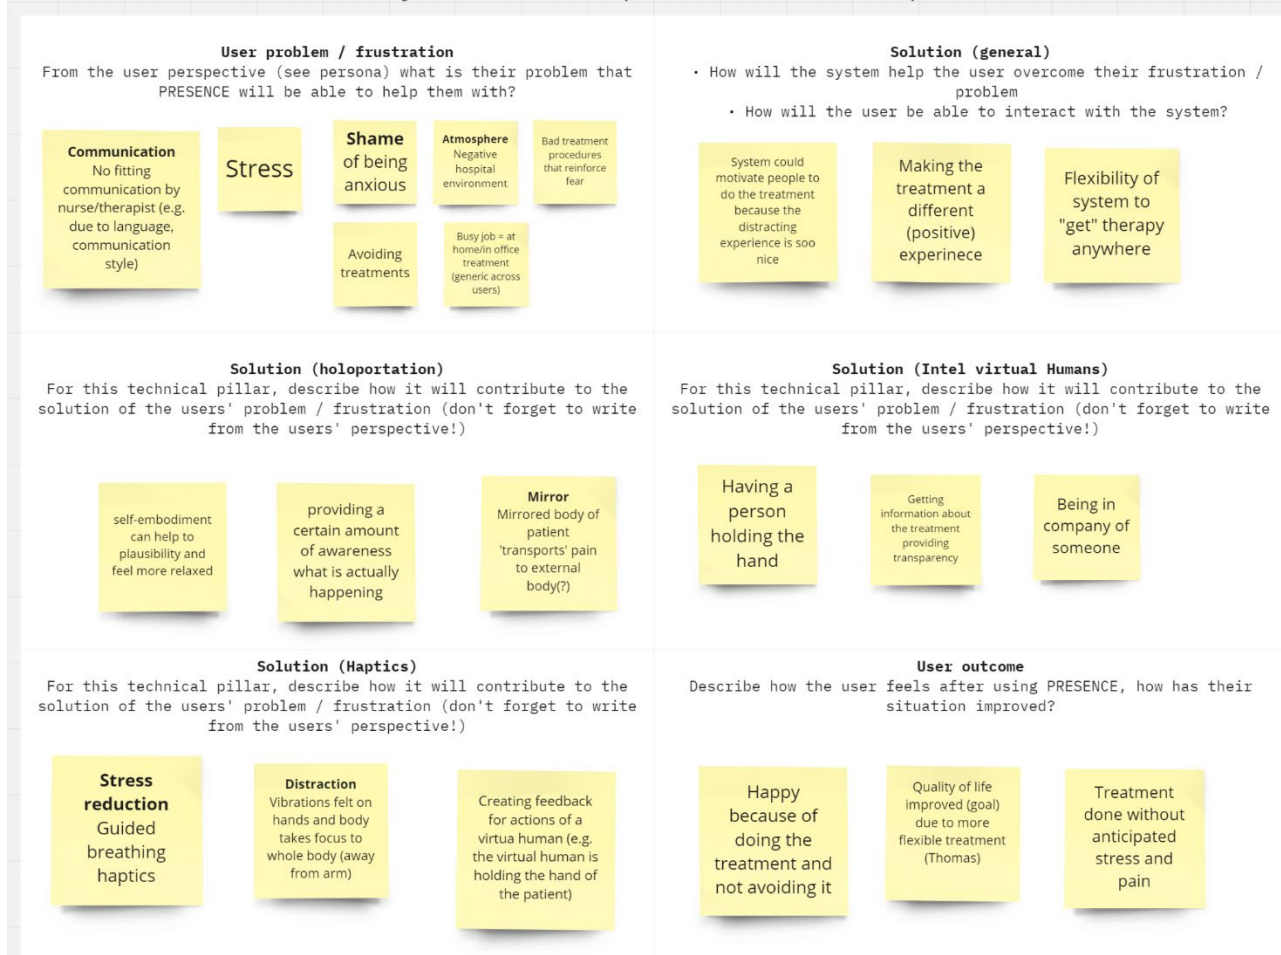 User problem / frustration
From the user perspective (see persona) what is their problem that
PRESENCE will be able to help them with?
Communication
No fitting
communication by
nurse/therapist (e.g.
due to language,
communication
style)
Stress
Shame
of being
anxious
Atmosphere
Negative
hospital
environment
Bad treatment
procedures
that reinforce
fear
Avoiding
treatments
Busy job = at
home/in office
treatment
(generic across
users)
Solution (general)
• How will the system help the user overcome their frustration /
problem
• How will the user be able to interact with the system?
System could
motivate people to
do the treatment
because the
distracting
experience is soo
nice
Making the
treatment a
different
(positive)
experinece
Flexibility of
system to
"get" therapy
anywhere
Solution (holoportation)
For this technical pillar, describe how it will contribute to the
solution of the users' problem / frustration (don't forget to write
from the users' perspective!)
self-embodiment
can help to
plausibility and
feel more relaxed
providing a
certain amount
of awareness
what is actually
happening
Mirror
Mirrored body of
patient
'transports' pain
to external
body(?)
Solution (Intel virtual Humans)
For this technical pillar, describe how it will contribute to the
solution of the users' problem / frustration (don't forget to write
from the users' perspective!)
Having a
person
holding the
hand
Getting
information about
the treatment
providing
transparency
Being in
company of
someone
Solution (Haptics)
For this technical pillar, describe how it will contribute to the
solution of the users' problem / frustration (don't forget to write
from the users' perspective!)
Stress
reduction
Guided
breathing
haptics
Distraction
Vibrations felt on
hands and body
takes focus to
whole body (away
from arm)
Creating feedback
for actions of a
virtua human (e.g.
the virtual human is
holding the hand of
the patient)
User outcome
Describe how the user feels after using PRESENCE, how has their
situation improved?
Happy
because of
doing the
treatment and
not avoiding it
Quality of life
improved (goal)
due to more
flexible treatment
(Thomas)
Treatment
done without
anticipated
stress and
pain